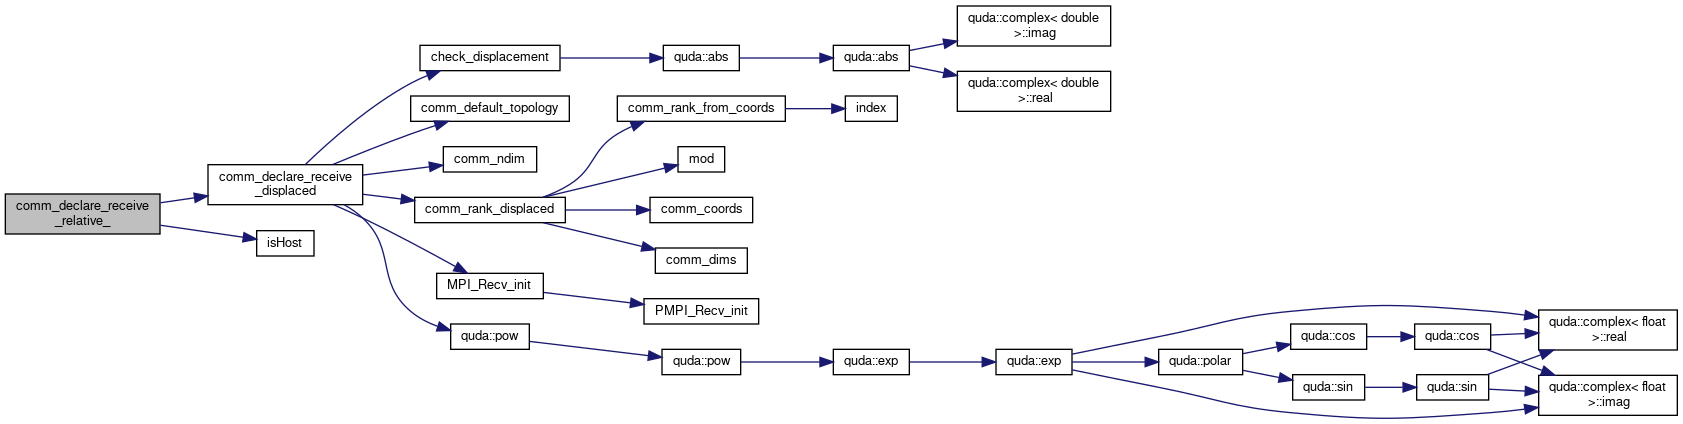 comm_declare_receive
_relative_
comm_declare_receive
_displaced
isHost
check_displacement
comm_default_topology
comm_ndim
comm_rank_displaced
MPI_Recv_init
quda::pow
quda::abs
quda::abs
quda::complex< double
>::imag
quda::complex< double
>::real
comm_rank_from_coords
index
mod
comm_coords
comm_dims
PMPI_Recv_init
quda::pow
quda::exp
quda::exp
quda::polar
quda::cos
quda::cos
quda::sin
quda::sin
quda::complex< float
>::real
quda::complex< float
>::imag